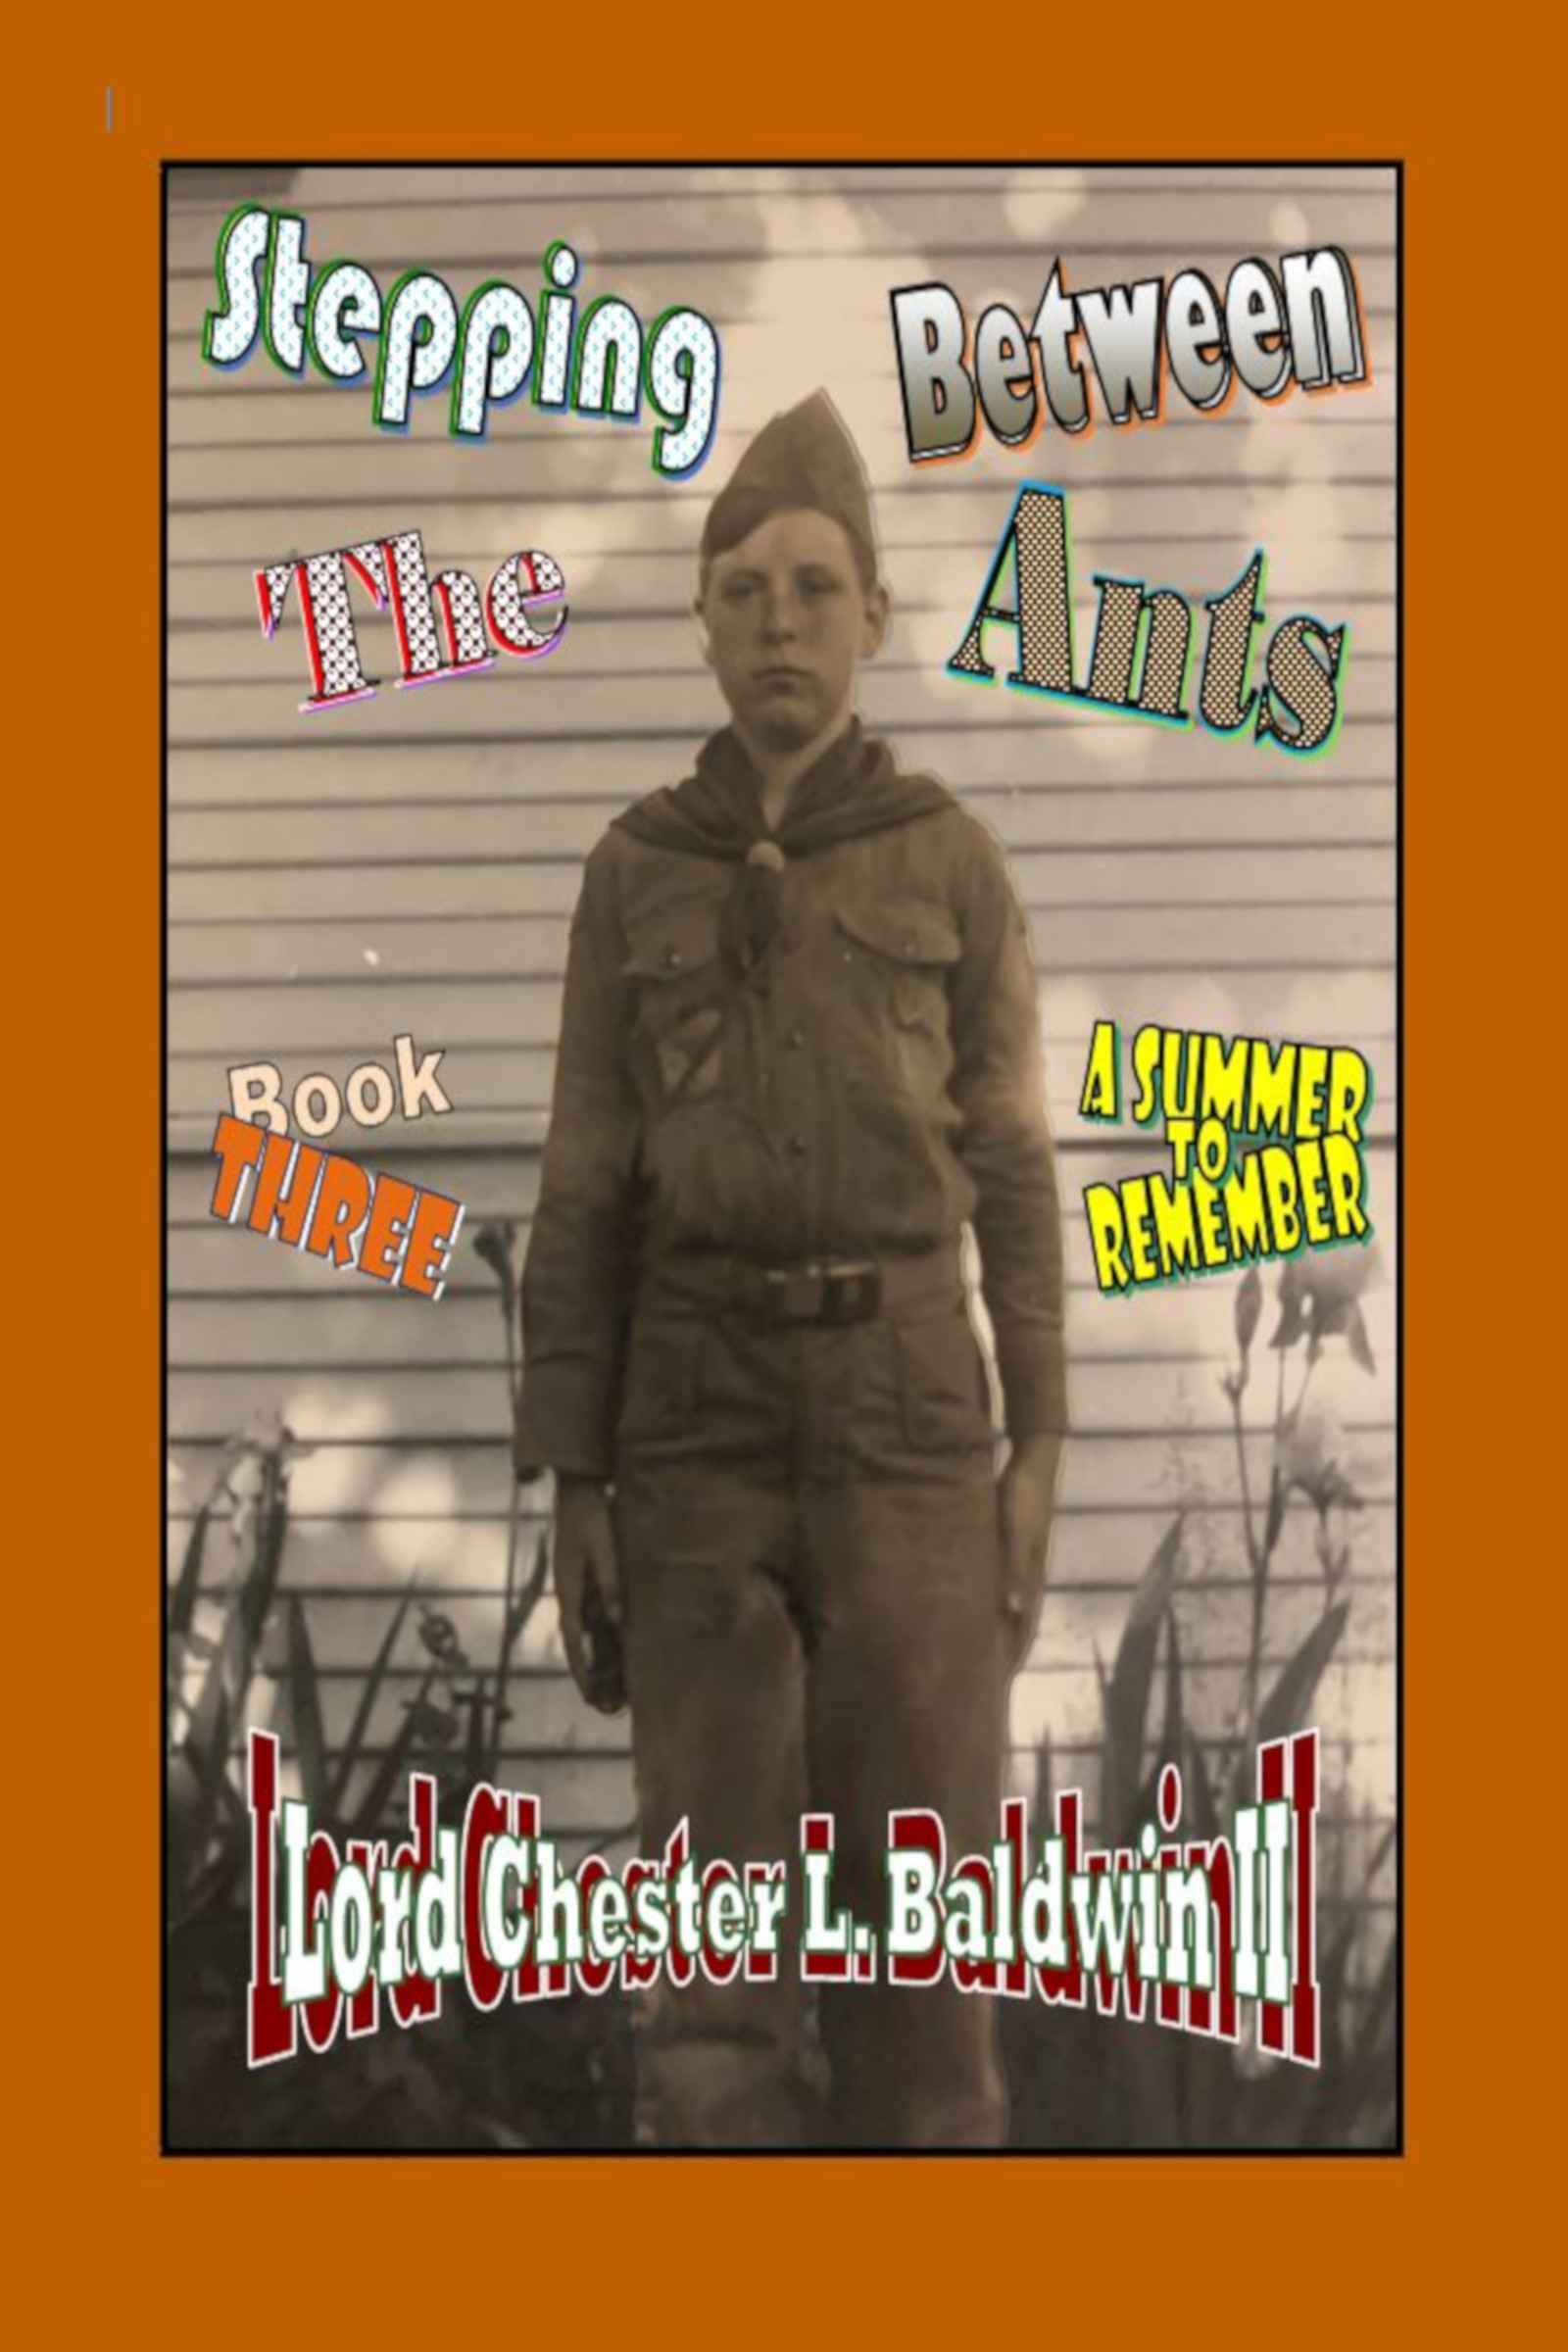 Stepping Between
The Ants
Book
THREE
A SUMMER
TO
REMEMBER
Lord Chester L. Baldwin II